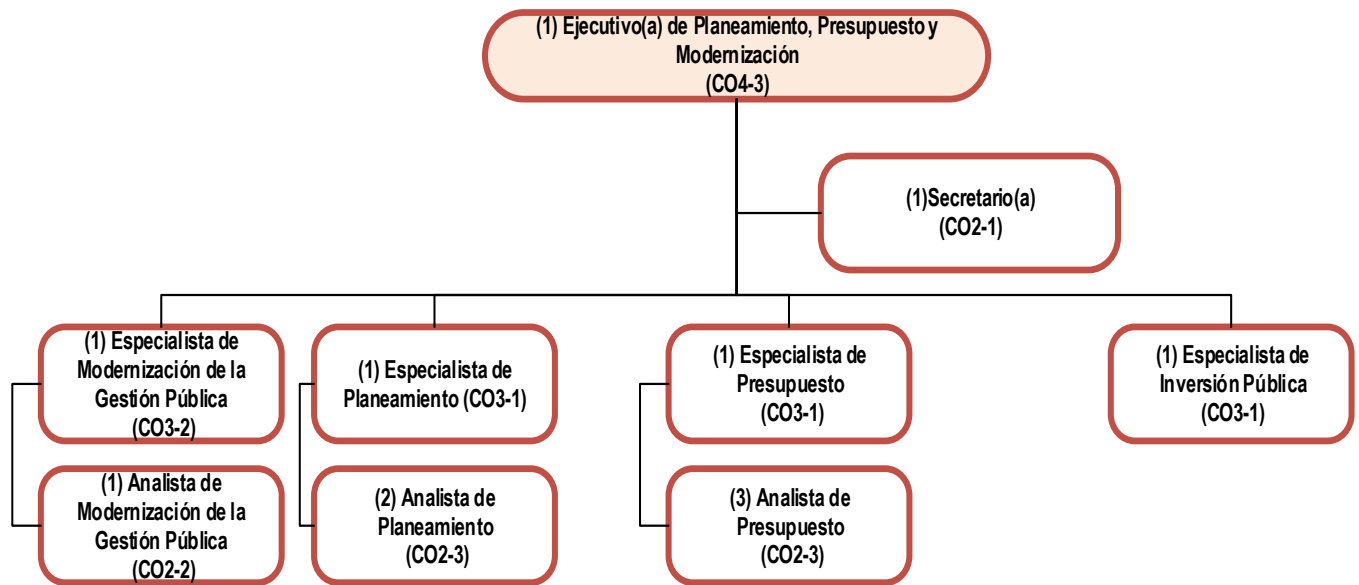 (1) Ejecutivo(a) de Planeamiento, Presupuesto y
Modernización
(CO4-3)
(1)Secretario(a)
(CO2-1)
(1) Especialista de
Modernización de la
Gestión Pública
(CO3-2)
(1) Especialista de
Planeamiento (CO3-1)
(1) Especialista de
Presupuesto
(CO3-1)
(1) Especialista de
Inversión Pública
(CO3-1)
(1) Analista de
Modernización de la
Gestión Pública
(CO2-2)
(2) Analista de
Planeamiento
(CO2-3)
(3) Analista de
Presupuesto
(CO2-3)